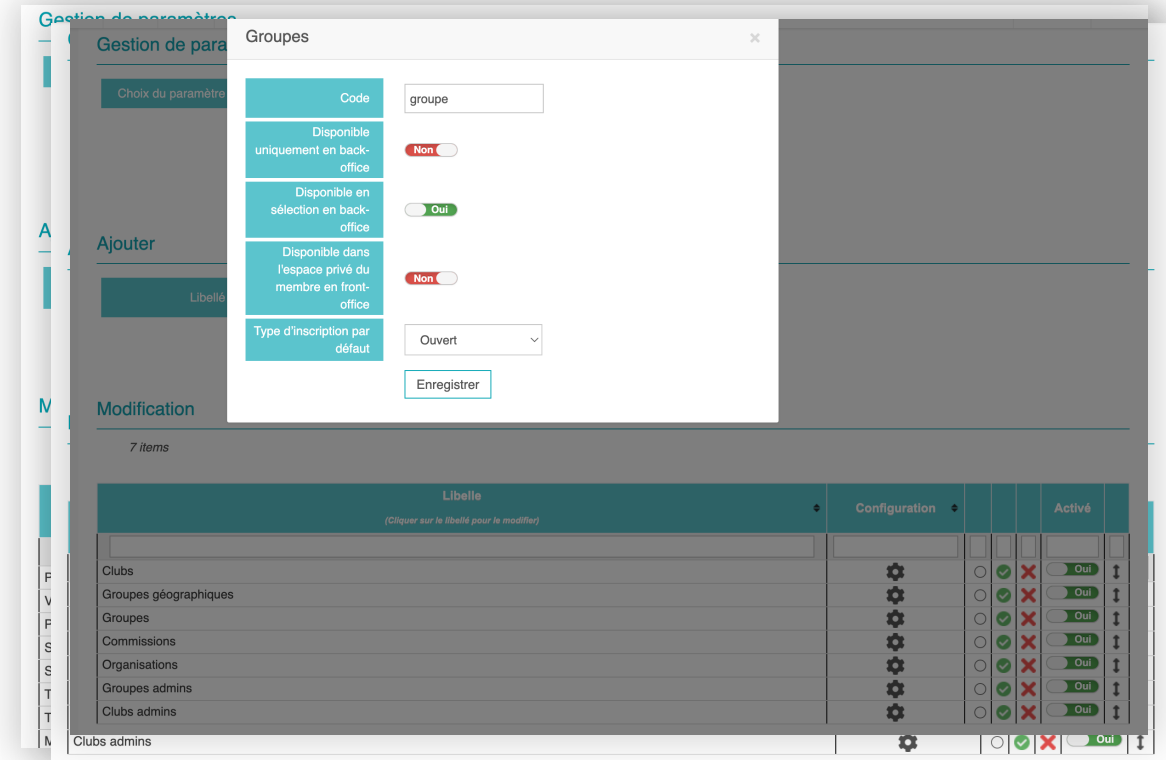 Gestion de paramètres
Gestion de para
Choix du paramètre
Groupes
×
Code
groupe
Disponible
uniquement en back-
office
Non
Disponible en
sélection en back-
office
Oui
Disponible dans
l'espace privé du
membre en front-
office
Non
Type d'inscription par
défaut
Ouvert
Enregistrer
A
Ajouter
Libellé
M
Modification
7 items
Libelle
(Cliquer sur le libellé pour le modifier)
Configuration
Activé
Clubs
Oui
Groupes géographiques
Oui
Groupes
Oui
Commissions
Oui
Organisations
Oui
Groupes admins
Oui
Clubs admins
Oui
P
V
P
S
S
T
T
M
Clubs admins
Oui